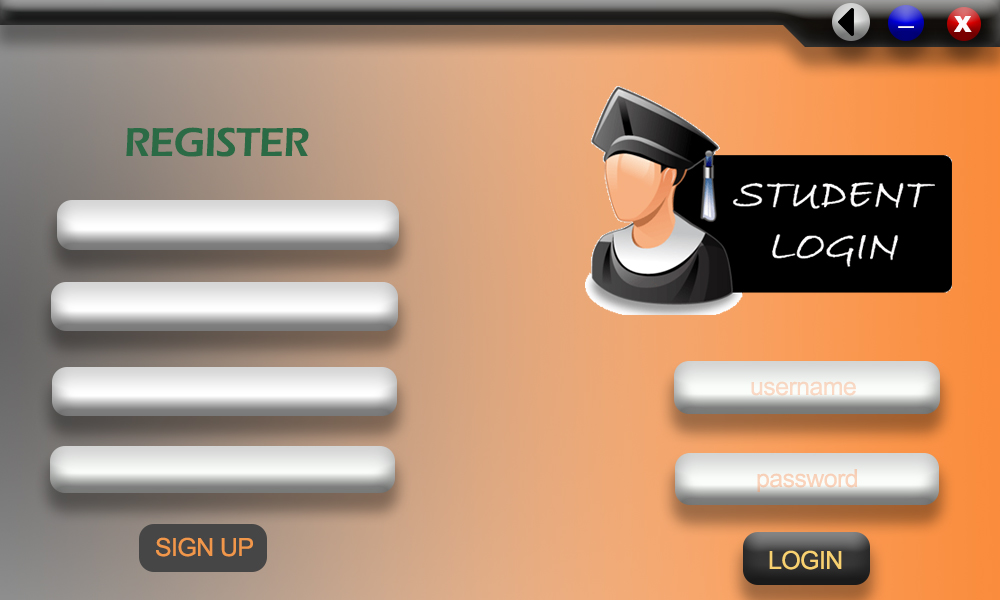 REGISTER
SIGN UP
STUDENT
LOGIN
username
password
LOGIN